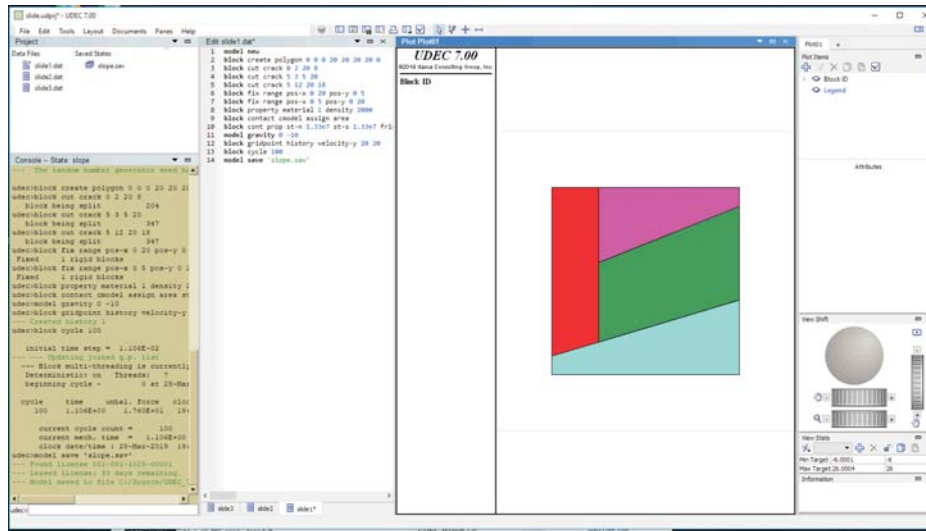 slide.udprj* - UDEC 7.00
File Edit Tools Layout Documents Panes Help
Project
Data Files Saved States
slide1.dat slope.sav
slide2.dat
slide3.dat
Console -- State: slope
--- The random number generator seed
udec>block create polygon 0 0 0 20 20 20
udec>block cut crack 0 2 20 8
block being split 204
udec>block cut crack 5 3 5 20
block being split 347
udec>block cut crack 5 12 20 18
block being split 347
udec>block fix range pos-x 0 20 pos-y 0
Fixed 1 rigid blocks
udec>block fix range pos-x 0 5 pos-y 0
Fixed 1 rigid blocks
udec>block property material 1 density
udec>block contact cmodel assign area
udec>model gravity 0 -10
udec>block gridpoint history velocity-y
--- Created history 1
udec>block cycle 100
initial time step = 1.106E-02
--- --- Updating joined g.p. list
--- Block multi-threading is currently
Deterministic: on Threads: 7
beginning cycle = 0 at
cycle time unbal. force
100 1.106E+00 1.760E+01
current cycle count = 100
current mech. time = 1.106E+00
clock date/time :
udec>model save 'slope.sav'
--- Found license
--- Leased license: 53 days remaining.
--- Model saved to file
udec>
Edit slide1.dat*
1 model new
2 block create polygon 0 0 0 20 20 20 20 0
3 block cut crack 0 2 20 8
4 block cut crack 5 3 5 20
5 block cut crack 5 12 20 18
6 block fix range pos-x 0 20 pos-y 0 5
7 block fix range pos-x 0 5 pos-y 0 20
8 block property material 1 density 2000
9 block contact cmodel assign area
10 block cont prop st-n 1.33e7 st-s 1.33e7 fri
11 model gravity 0 -10
12 block gridpoint history velocity-y 20 20
13 block cycle 100
14 model save 'slope.sav'
slide3 slide2 slide1*
Plot Plot01
UDEC 7.00
Itasca Consulting Group, Inc.
Block ID
Plot01
Plot Items
Block ID
Legend
Attributes
View Shift
View Stats
Min Target -6.0001 -6
Max Target 26.0004 26
Information